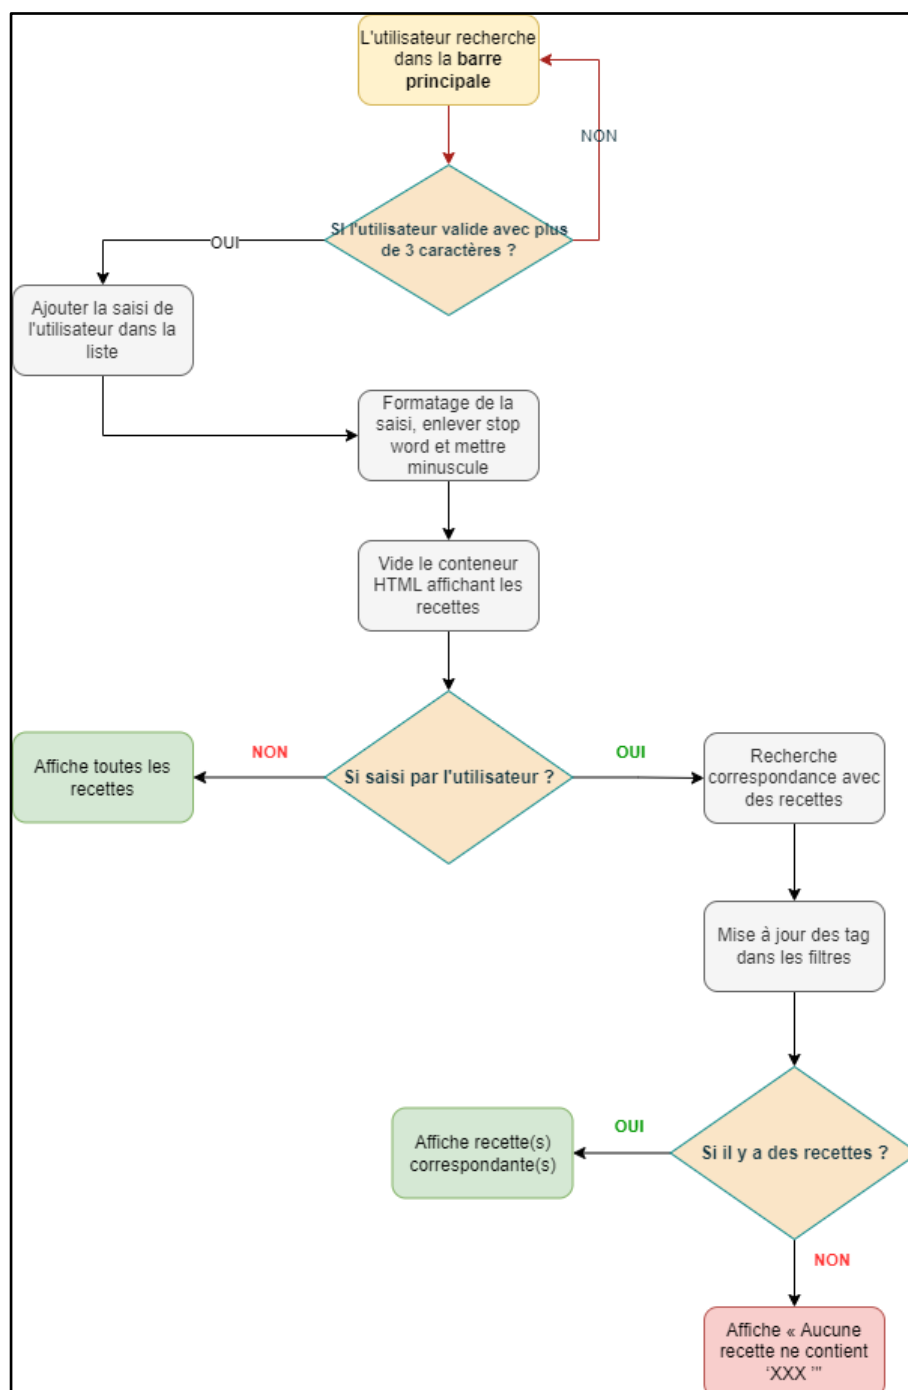 L'utilisateur recherche
dans la barre
principale
NON
SI l'utilisateur valide avec plus
de 3 caractères ?
OUI
Ajouter la saisi de
l'utilisateur dans la
liste
Formatage de la
saisi, enlever stop
word et mettre
minuscule
Vide le conteneur
HTML affichant les
recettes
Si saisi par l'utilisateur ?
NON
Affiche toutes les
recettes
OUI
Recherche
correspondance avec
des recettes
Mise à jour des tag
dans les filtres
Si il y a des recettes ?
OUI
Affiche recette(s)
correspondante(s)
NON
Affiche « Aucune
recette ne contient
‘XXX ’"